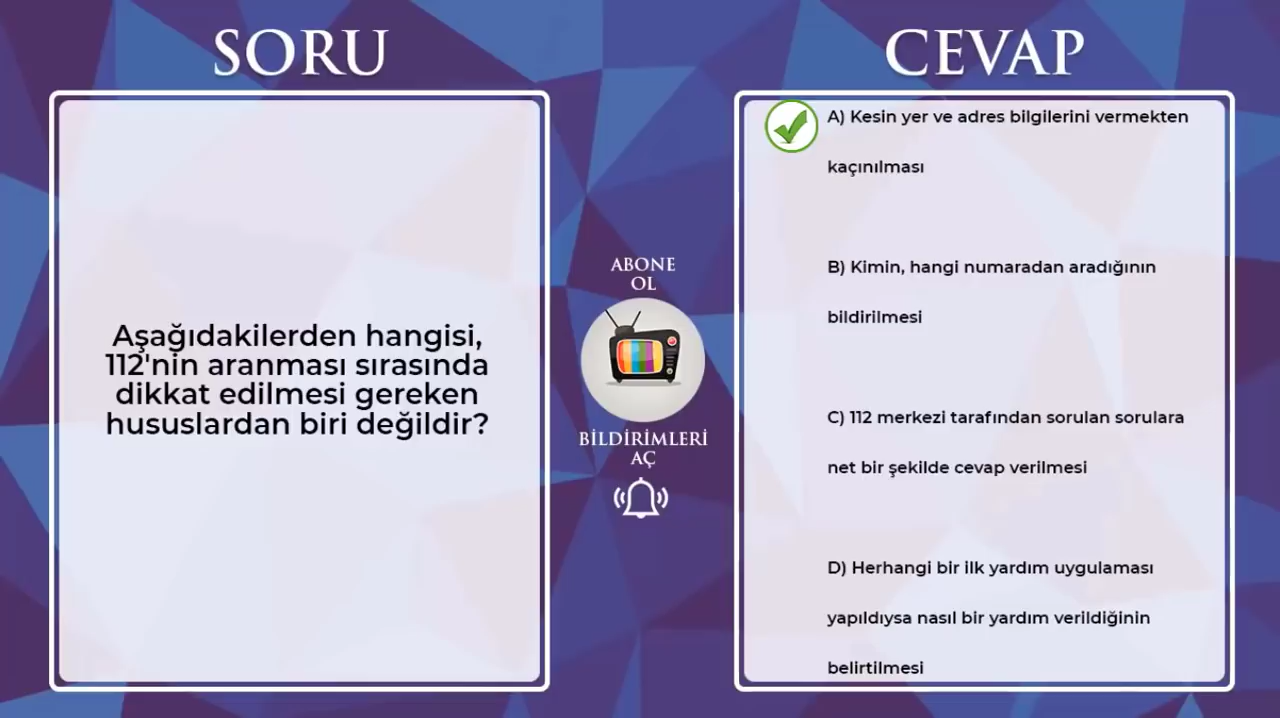 SORU
Aşağıdakilerden hangisi,
112'nin aranması sırasında
dikkat edilmesi gereken
hususlardan biri değildir?
ABONE
OL
BİLDİRİMLERİ
AÇ
CEVAP
A) Kesin yer ve adres bilgilerini vermekten
kaçınılması
B) Kimin, hangi numaradan aradığının
bildirilmesi
C) 112 merkezi tarafından sorulan sorulara
net bir şekilde cevap verilmesi
D) Herhangi bir ilk yardım uygulaması
yapıldıysa nasıl bir yardım verildiğinin
belirtilmesi